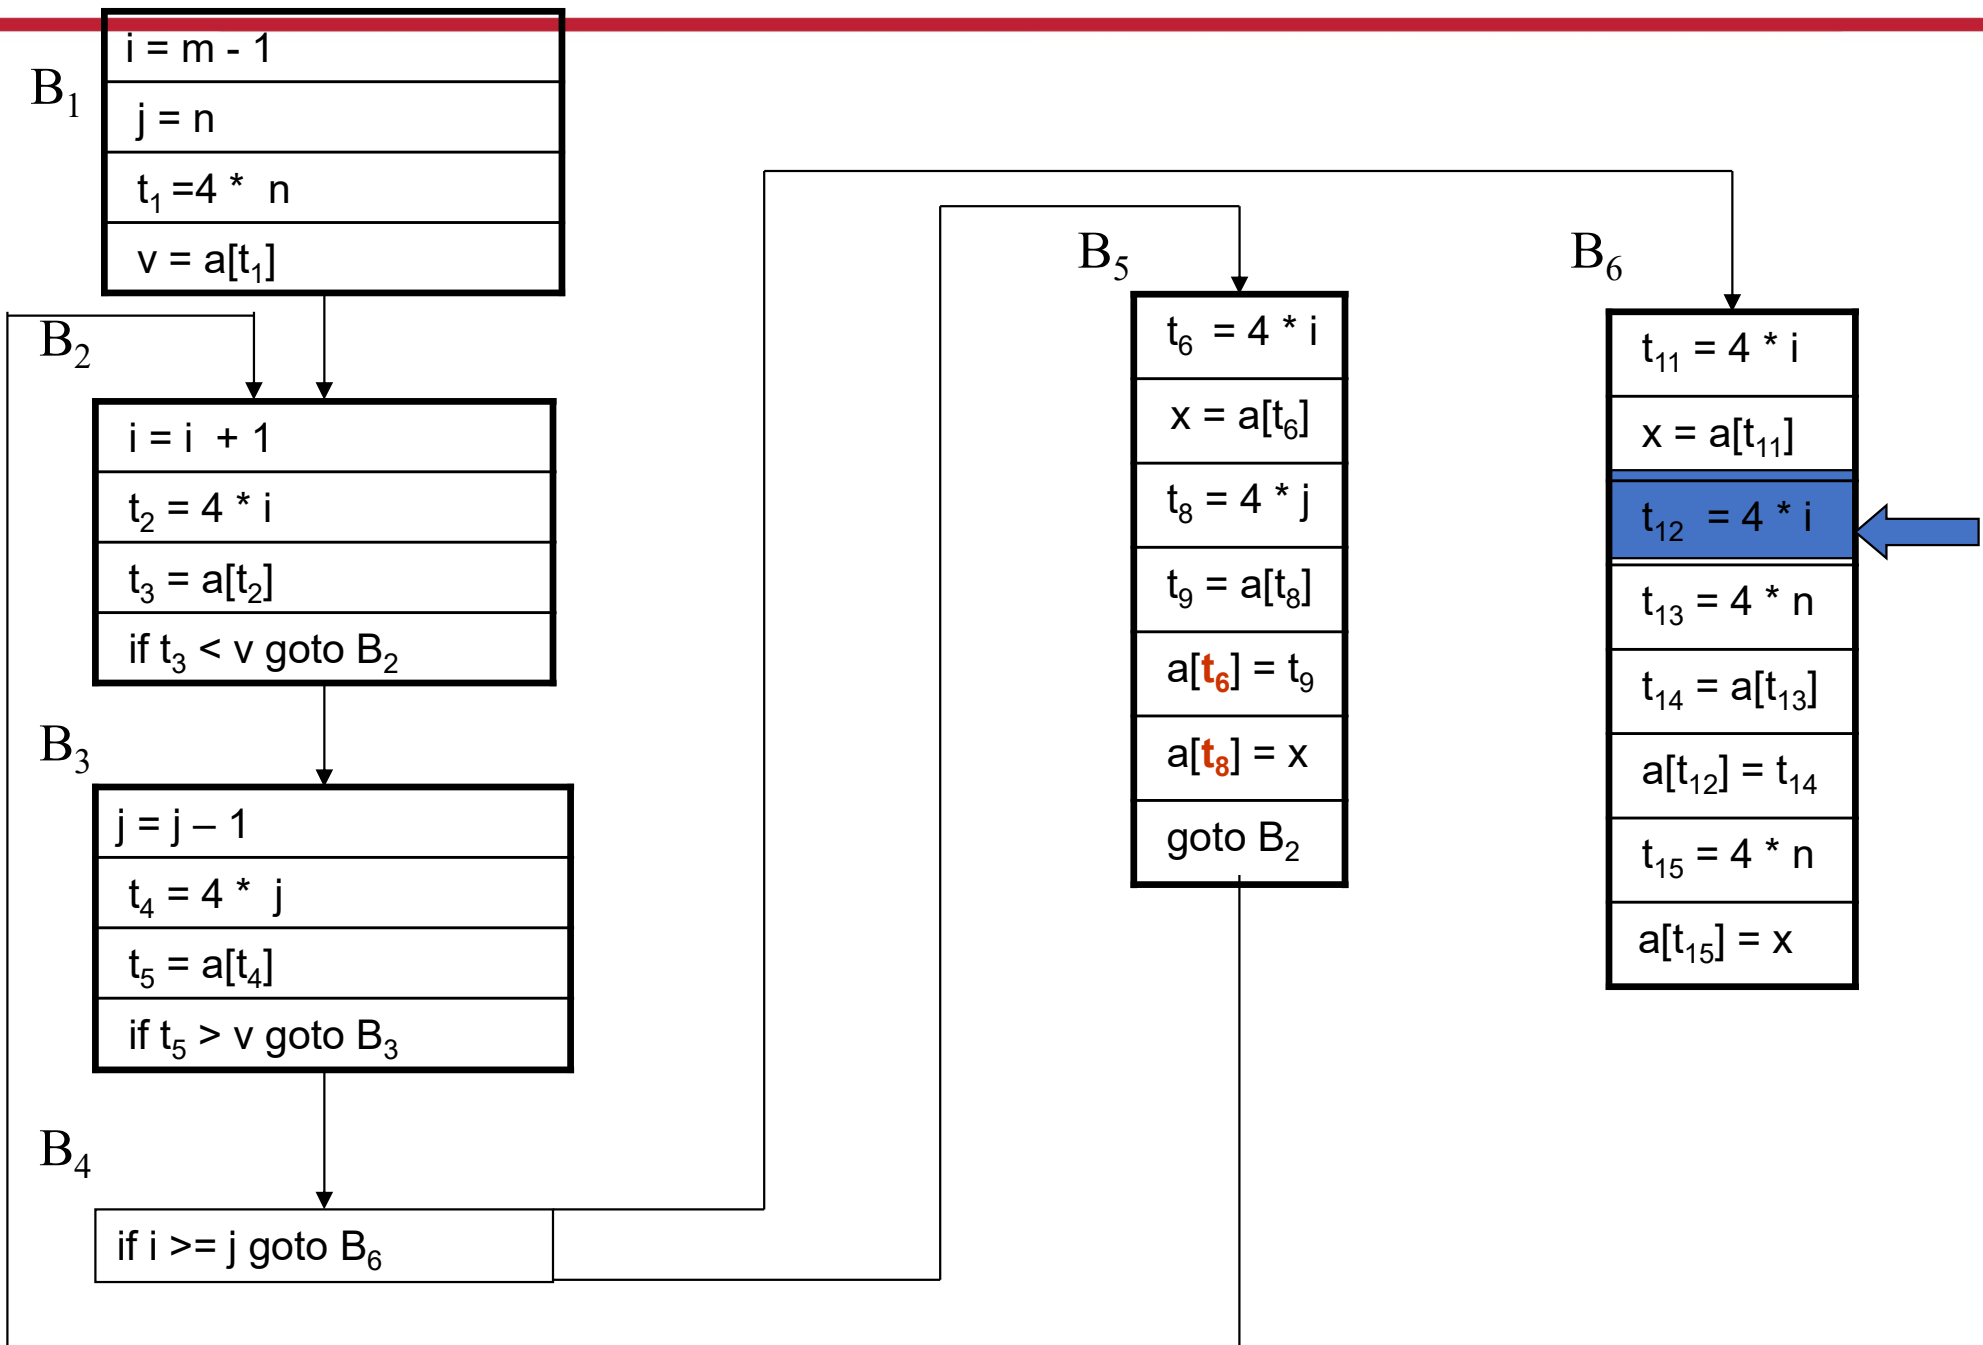 B₁
i = m - 1
j = n
t₁ =4 * n
v = a[t₁]
B₂
i = i + 1
t₂ = 4 * i
t₃ = a[t₂]
if t₃ < v goto B₂
B₃
j = j – 1
t₄ = 4 * j
t₅ = a[t₄]
if t₅ > v goto B₃
B₄
if i >= j goto B₆
B₅
t₆ = 4 * i
x = a[t₆]
t₈ = 4 * j
t₉ = a[t₈]
a[t₆] = t₉
a[t₈] = x
goto B₂
B₆
t₁₁ = 4 * i
x = a[t₁₁]
t₁₂ = 4 * i
t₁₃ = 4 * n
t₁₄ = a[t₁₃]
a[t₁₂] = t₁₄
t₁₅ = 4 * n
a[t₁₅] = x